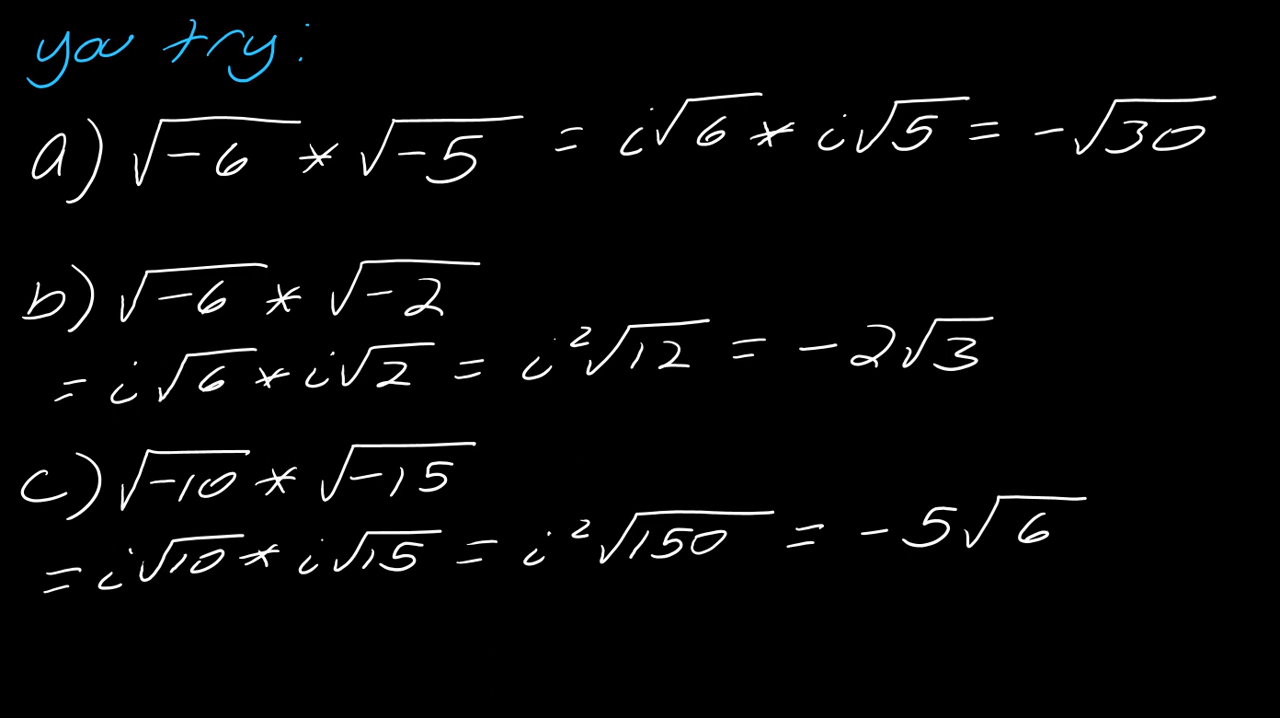 you try:
a) √-6 * √-5 = i√6 * i√5 = -√30
b) √-6 * √-2
= i√6 * i√2 = i²√12 = -2√3
c) √-10 * √-15
= i√10 * i√15 = i²√150 = -5√6